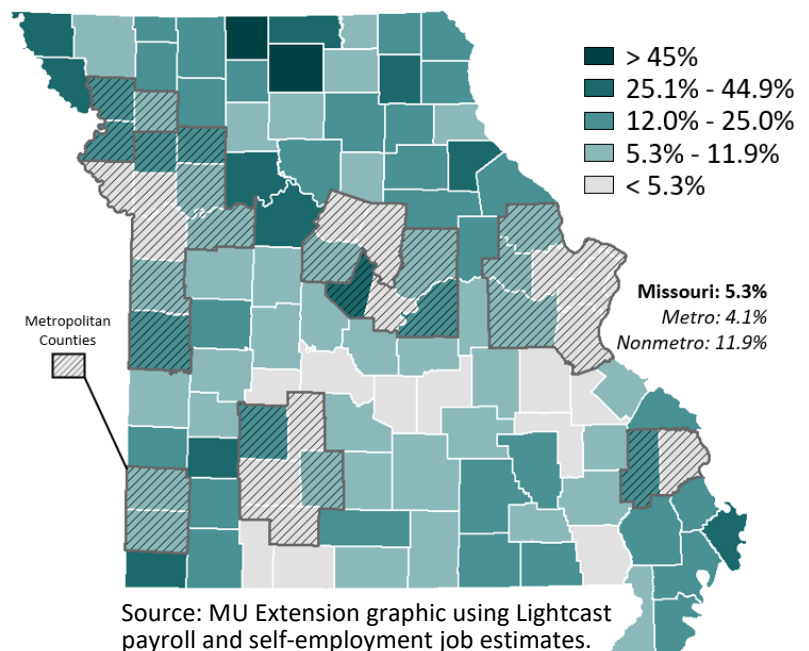 > 45%
25.1% - 44.9%
12.0% - 25.0%
5.3% - 11.9%
< 5.3%
Missouri: 5.3%
Metro: 4.1%
Nonmetro: 11.9%
Metropolitan
Counties
Source: MU Extension graphic using Lightcast
payroll and self-employment job estimates.